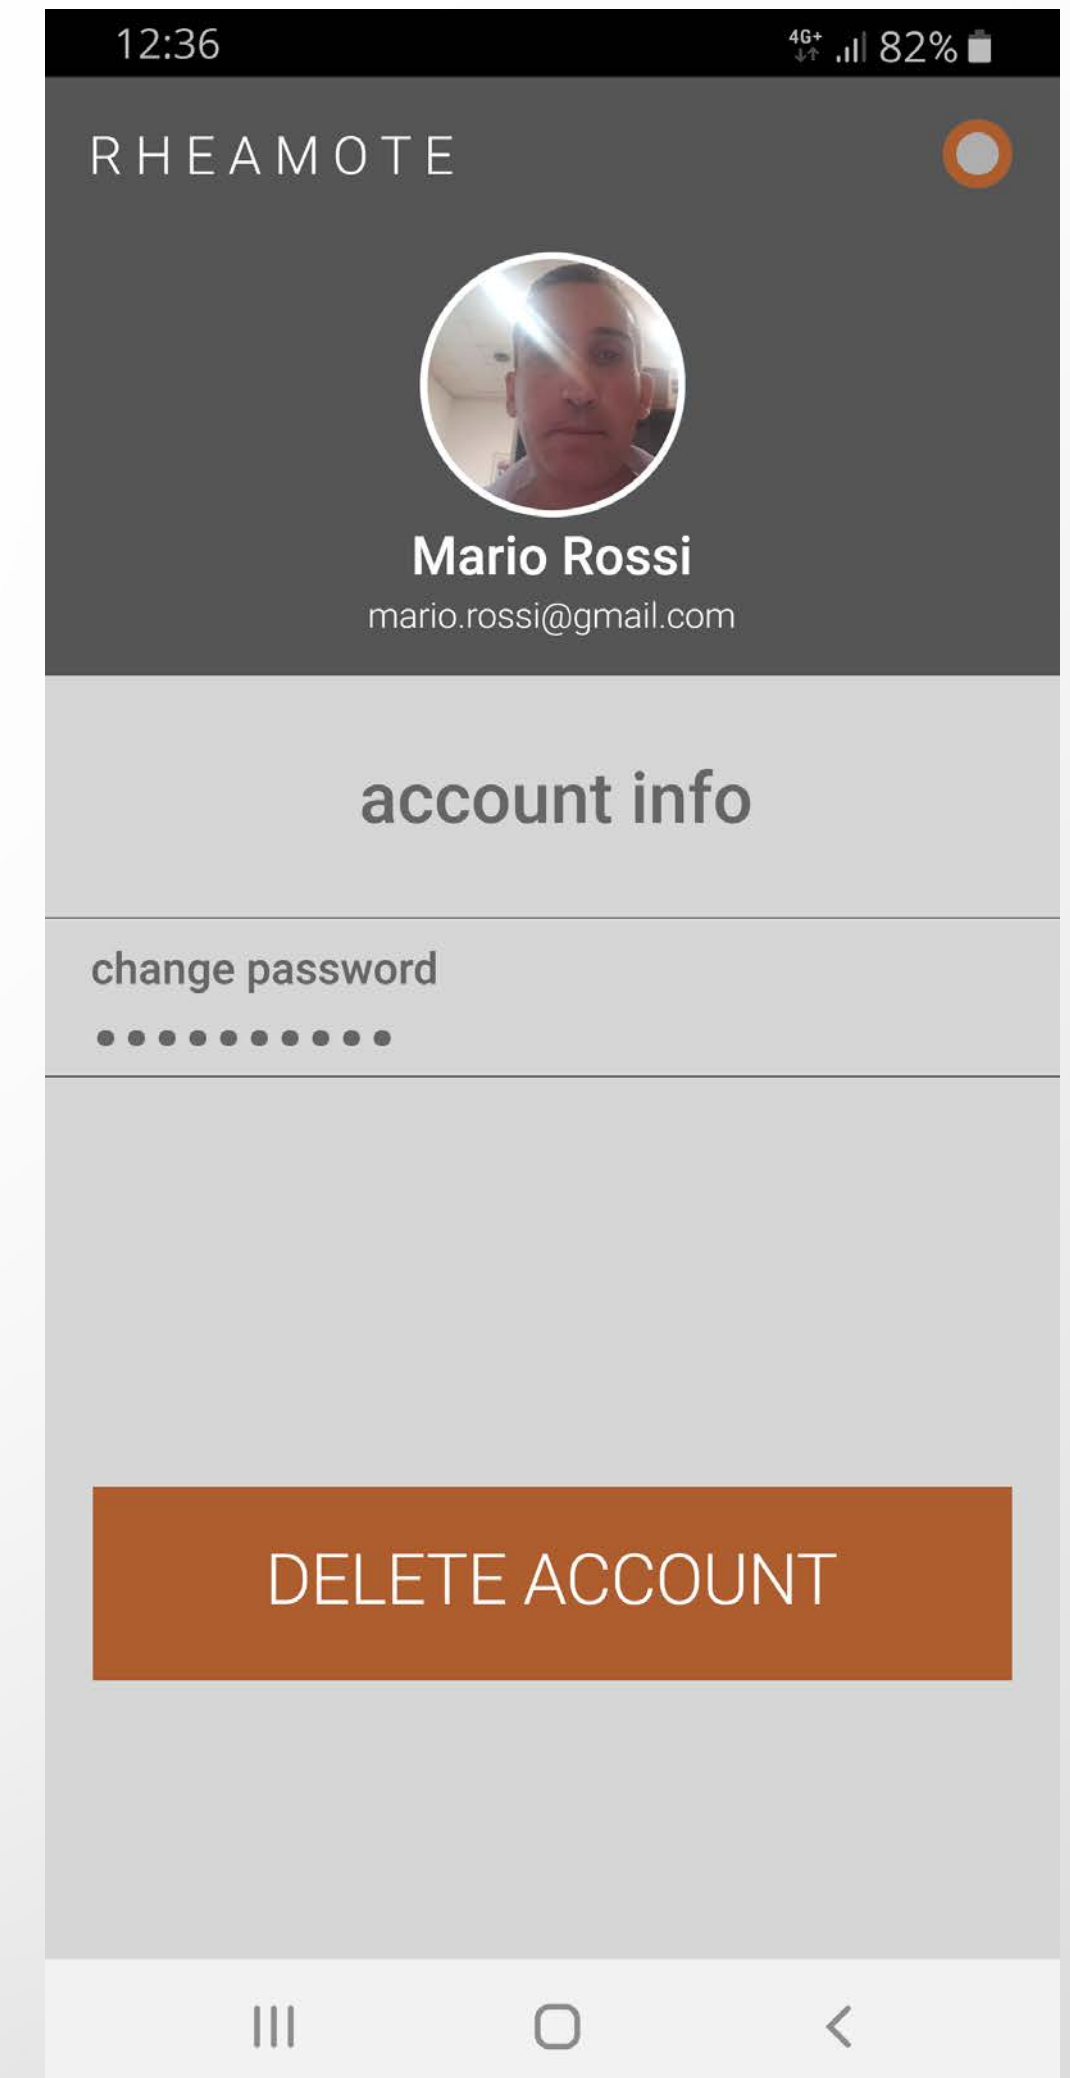 12:36
4G+ 82%
RHEAMOTE
Mario Rossi
mario.rossi@gmail.com
account info
change password
••••••••••
DELETE ACCOUNT